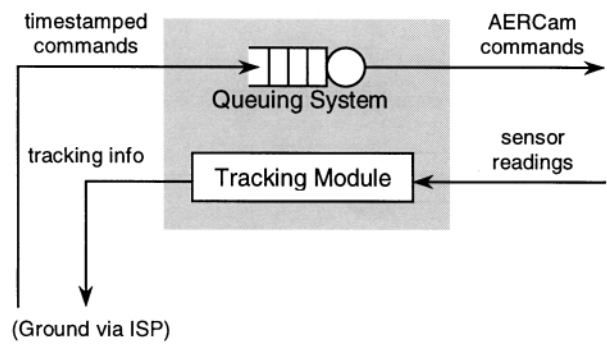 timestamped
commands
AERCam
commands
Queuing System
tracking info
sensor
readings
Tracking Module
(Ground via ISP)